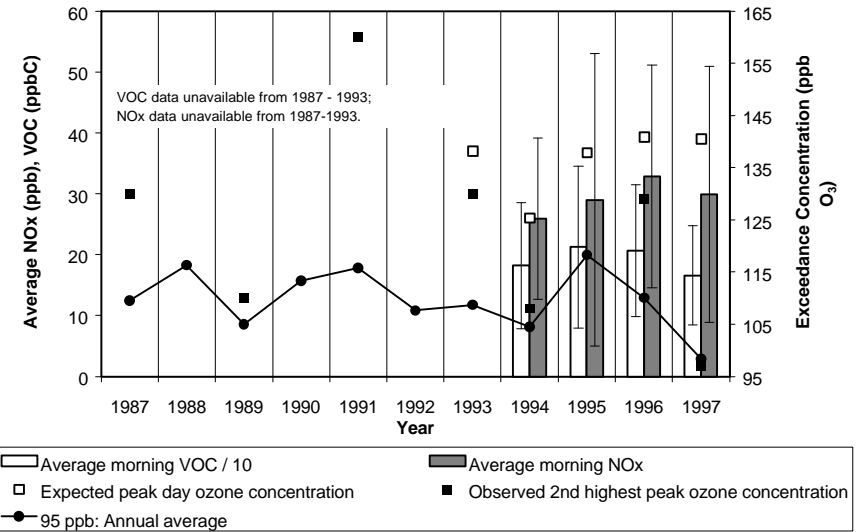 60
50
40
30
20
10
0
Average NOx (ppb), VOC (ppbC)
VOC data unavailable from 1987 - 1993;
NOx data unavailable from 1987-1993.
165
155
145
135
125
115
105
95
Exceedance Concentration (ppb
O3)
1987 1988 1989 1990 1991 1992 1993 1994 1995 1996 1997
Year
Average morning VOC / 10
Average morning NOx
Expected peak day ozone concentration
Observed 2nd highest peak ozone concentration
95 ppb: Annual average